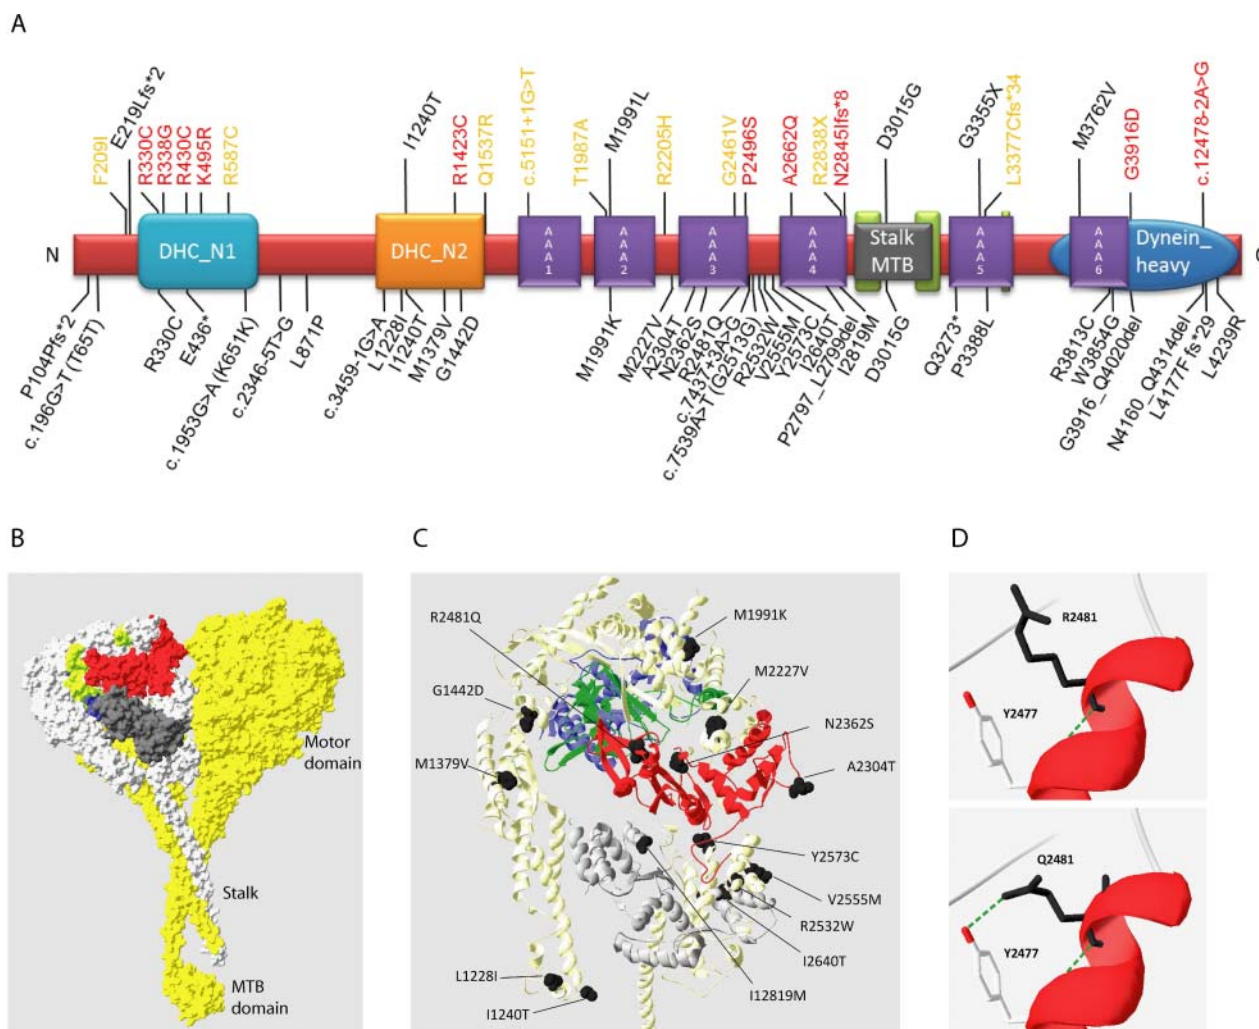 A
F209I
E219Lfs*2
R330C
R338G
R430C
K495R
R587C
I1240T
R1423C
Q1537R
c.5151+1G>T
T1987A
M1991L
R2205H
G2461V
P2496S
A2662Q
R2838X
N2845Ifs*8
D3015G
G3355X
L3377Cfs*34
M3762V
G3916D
c.12478-2A>G
N
DHC_N1
DHC_N2
AAA1
AAA2
AAA3
AAA4
Stalk
MTB
AAA5
AAA6
Dynein_
heavy
P104Pfs*2
c.196G>T (T65T)
R330C
E436*
c.1953G>A (K651K)
c.2346-5T>G
L871P
c.3459-1G>A
L1228I
I1240T
M1379V
G1442D
M1991K
M2227V
A2304T
N2362S
R2481Q
c.7437+3A>G
c.7539A>T (G2513G)
R2532W
V2555M
Y2573C
I2640T
P2797_L2799del
I2819M
D3015G
Q3273*
P3388L
R3813C
W3854G
G3916_Q4020del
N4160_Q4314del
L4177F fs*29
L4239R
B
Motor
domain
Stalk
MTB
domain
C
R2481Q
M1991K
G1442D
M2227V
N2362S
M1379V
A2304T
Y2573C
V2555M
R2532W
I2640T
L1228I
I12819M
I1240T
D
R2481
Y2477
Q2481
Y2477